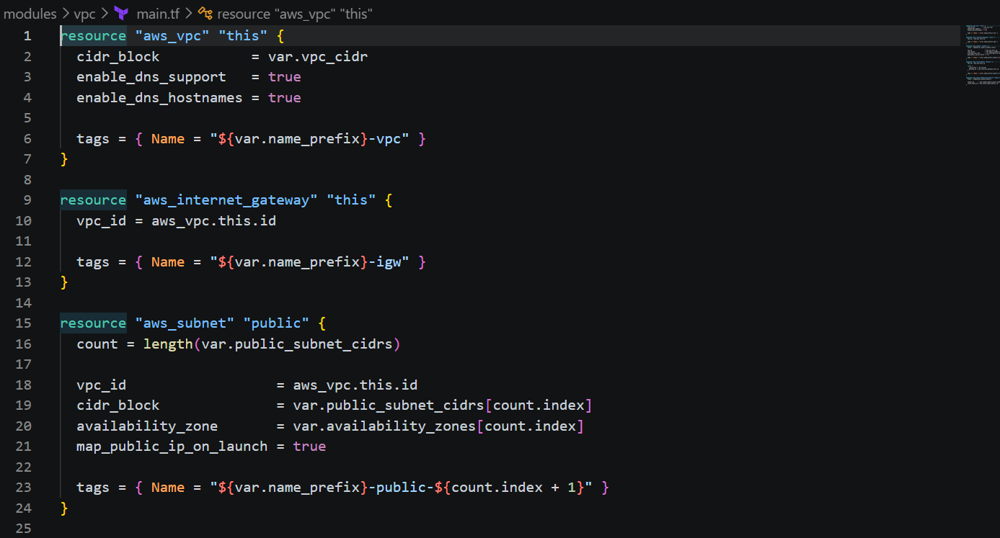 modules > vpc > main.tf > resource "aws_vpc" "this"
1 resource "aws_vpc" "this" {
2   cidr_block           = var.vpc_cidr
3   enable_dns_support   = true
4   enable_dns_hostnames = true
5
6   tags = { Name = "${var.name_prefix}-vpc" }
7 }
8
9 resource "aws_internet_gateway" "this" {
10   vpc_id = aws_vpc.this.id
11
12   tags = { Name = "${var.name_prefix}-igw" }
13 }
14
15 resource "aws_subnet" "public" {
16   count = length(var.public_subnet_cidrs)
17
18   vpc_id                  = aws_vpc.this.id
19   cidr_block              = var.public_subnet_cidrs[count.index]
20   availability_zone       = var.availability_zones[count.index]
21   map_public_ip_on_launch = true
22
23   tags = { Name = "${var.name_prefix}-public-${count.index + 1}" }
24 }
25